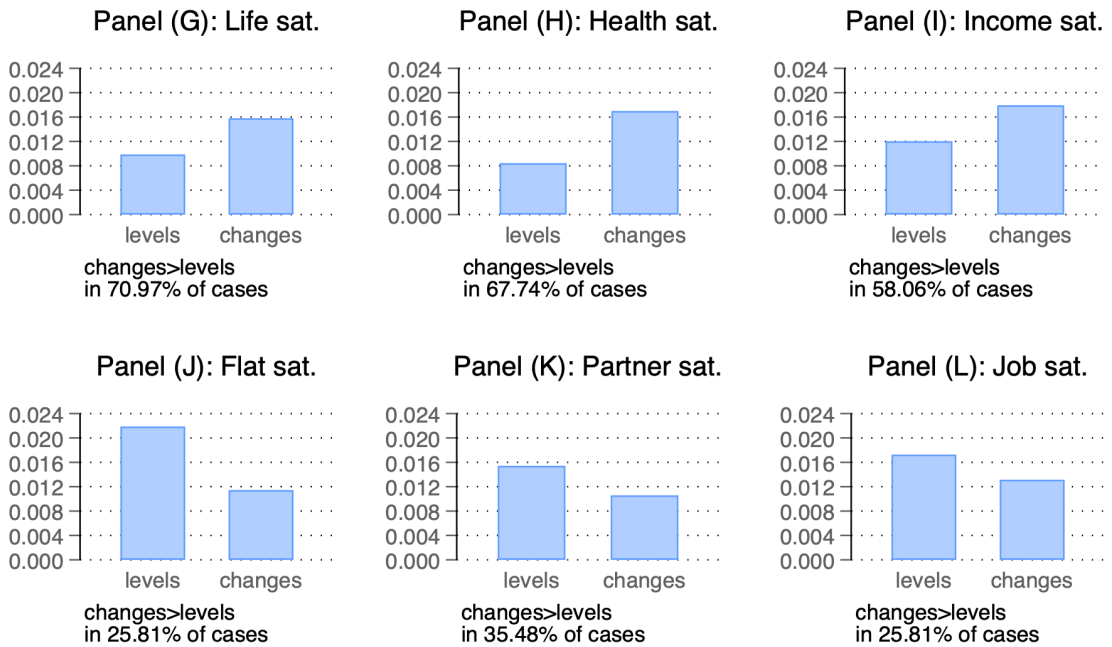 Panel (G): Life sat.
0.024
0.020
0.016
0.012
0.008
0.004
0.000
levels changes
changes>levels
in 70.97% of cases
Panel (H): Health sat.
0.024
0.020
0.016
0.012
0.008
0.004
0.000
levels changes
changes>levels
in 67.74% of cases
Panel (I): Income sat.
0.024
0.020
0.016
0.012
0.008
0.004
0.000
levels changes
changes>levels
in 58.06% of cases
Panel (J): Flat sat.
0.024
0.020
0.016
0.012
0.008
0.004
0.000
levels changes
changes>levels
in 25.81% of cases
Panel (K): Partner sat.
0.024
0.020
0.016
0.012
0.008
0.004
0.000
levels changes
changes>levels
in 35.48% of cases
Panel (L): Job sat.
0.024
0.020
0.016
0.012
0.008
0.004
0.000
levels changes
changes>levels
in 25.81% of cases